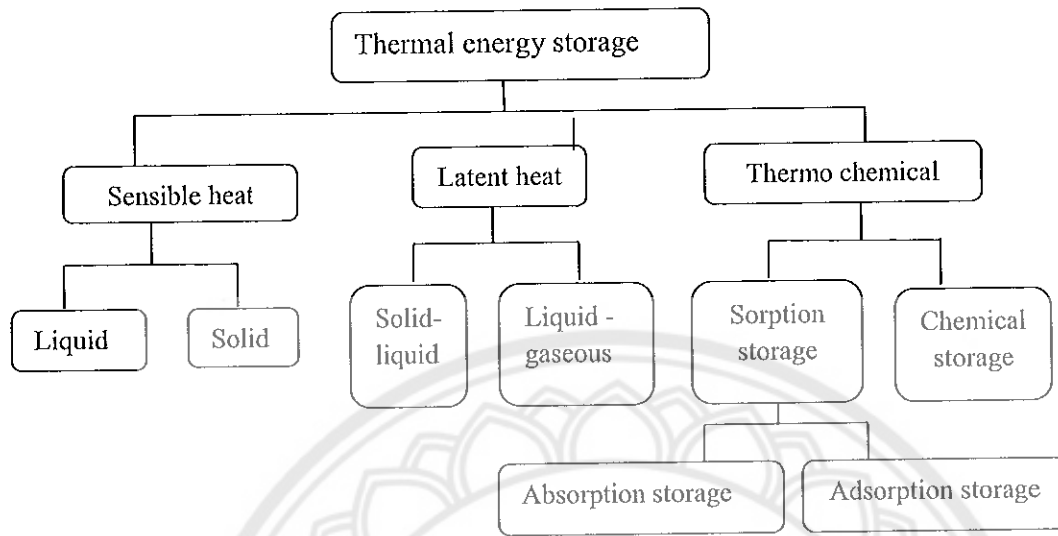 Thermal energy storage
Sensible heat
Latent heat
Thermo chemical
Liquid
Solid
Solid-
liquid
Liquid -
gaseous
Sorption
storage
Chemical
storage
Absorption storage
Adsorption storage